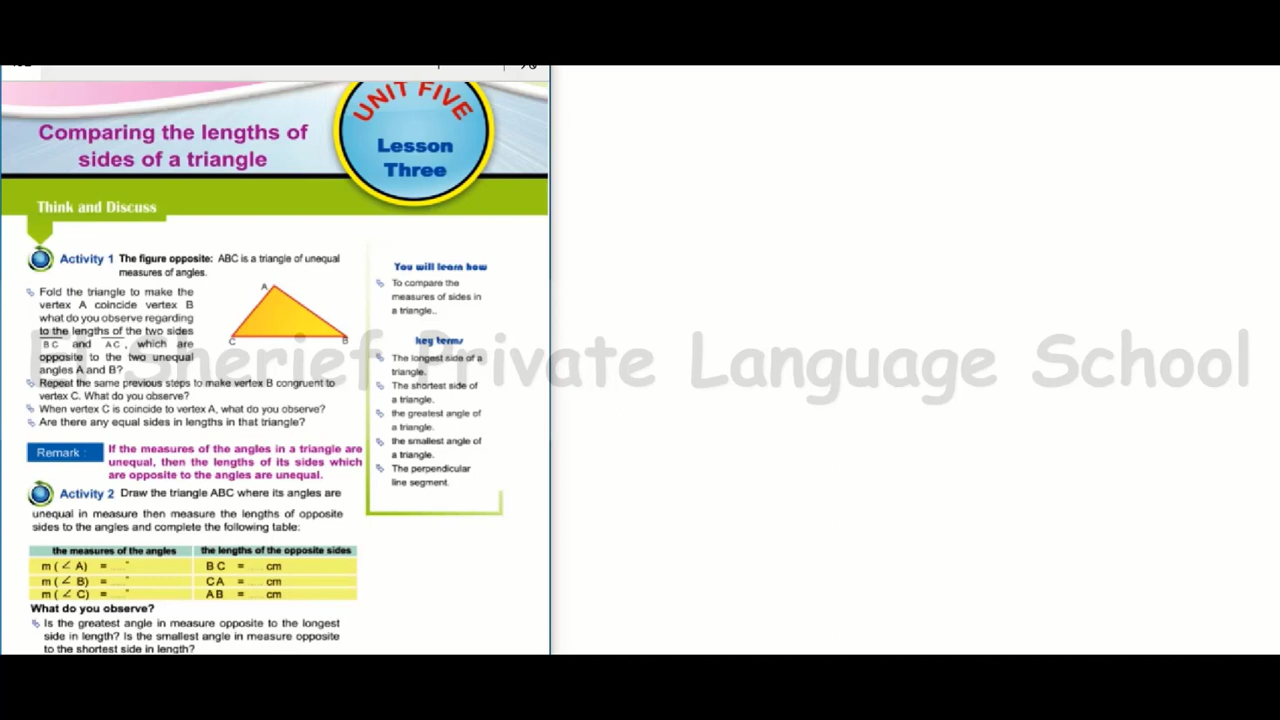 UNIT FIVE
Lesson
Three
Comparing the lengths of
sides of a triangle
Think and Discuss
Activity 1 The figure opposite: ABC is a triangle of unequal
measures of angles.
Fold the triangle to make the
vertex A coincide vertex B
what do you observe regarding
to the lengths of the two sides
BC and AC, which are
opposite to the two unequal
angles A and B?
A
C
B
Repeat the same previous steps to make vertex B congruent to
vertex C. What do you observe?
When vertex C is coincide to vertex A, what do you observe?
Are there any equal sides in lengths in that triangle?
Remark :
If the measures of the angles in a triangle are
unequal, then the lengths of its sides which
are opposite to the angles are unequal.
Activity 2 Draw the triangle ABC where its angles are
unequal in measure then measure the lengths of opposite
sides to the angles and complete the following table:
the measures of the angles the lengths of the opposite sides
m ( ∠ A) = ....° BC = .... cm
m ( ∠ B) = ....° CA = .... cm
m ( ∠ C) = ....° AB = .... cm
What do you observe?
Is the greatest angle in measure opposite to the longest
side in length? Is the smallest angle in measure opposite
to the shortest side in length?
You will learn how
To compare the
measures of sides in
a triangle..
key terms
The longest side of a
triangle.
The shortest side of
a triangle.
the greatest angle of
a triangle.
the smallest angle of
a triangle.
The perpendicular
line segment.
El Sherief Private Language School